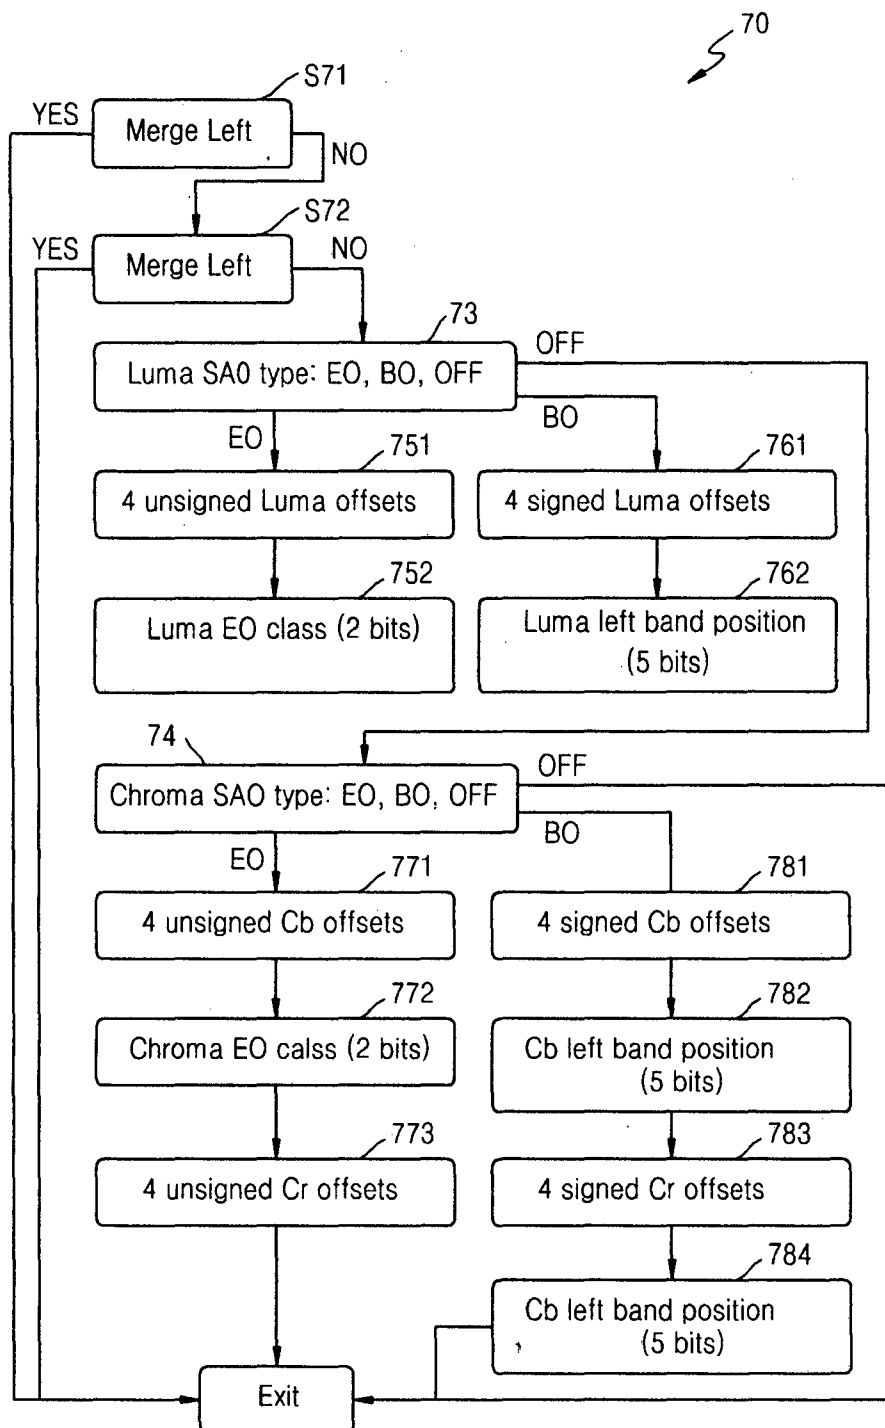 70
S71
YES
Merge Left
NO
S72
YES
Merge Left
NO
73
OFF
Luma SA0 type: EO, BO, OFF
BO
EO
751
761
4 unsigned Luma offsets
4 signed Luma offsets
752
762
Luma EO class (2 bits)
Luma left band position
(5 bits)
74
OFF
Chroma SAO type: EO, BO, OFF
BO
EO
771
781
4 unsigned Cb offsets
4 signed Cb offsets
772
782
Chroma EO calss (2 bits)
Cb left band position
(5 bits)
773
783
4 unsigned Cr offsets
4 signed Cr offsets
784
Cb left band position
(5 bits)
Exit